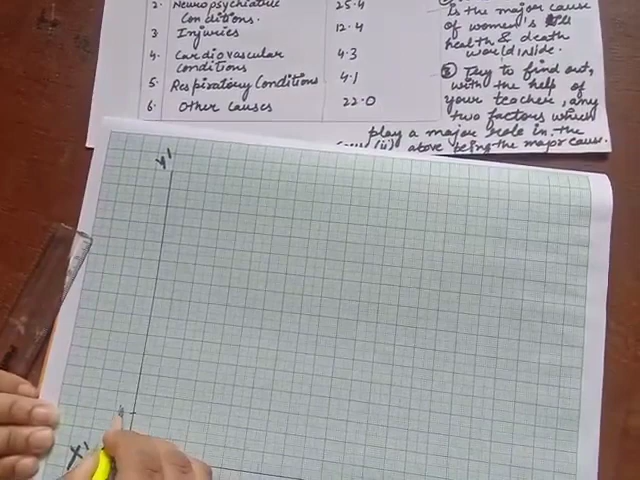 2. Neuropsychiatric conditions. 25.4
3. Injuries 12.4
4. Cardiovascular conditions 4.3
5. Respiratory conditions 4.1
6. Other causes 22.0
is the major cause
of women's ill
health & death
worldwide.
③ Try to find out,
with the help of
your teacher, any
two factors which
play a major role in the
(ii) above being the major cause.
Y'
X'